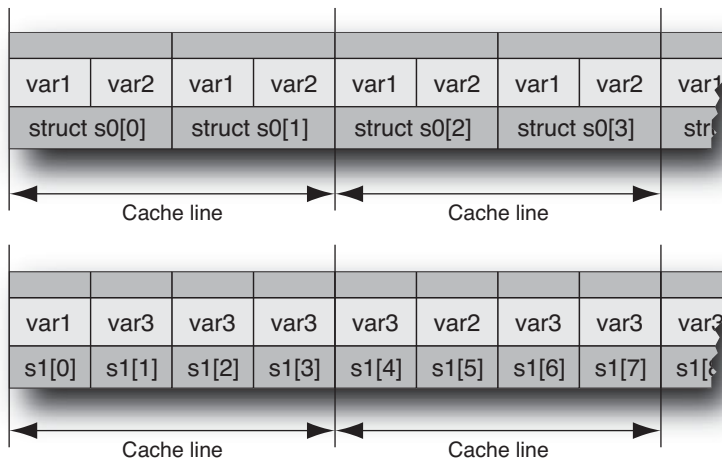 var1 var2 var1 var2 var1 var2 var1 var2 var1
struct s0[0] struct s0[1] struct s0[2] struct s0[3]
Cache line Cache line
var1 var3 var3 var3 var3 var2 var3 var3 var3
s1[0] s1[1] s1[2] s1[3] s1[4] s1[5] s1[6] s1[7]
Cache line Cache line